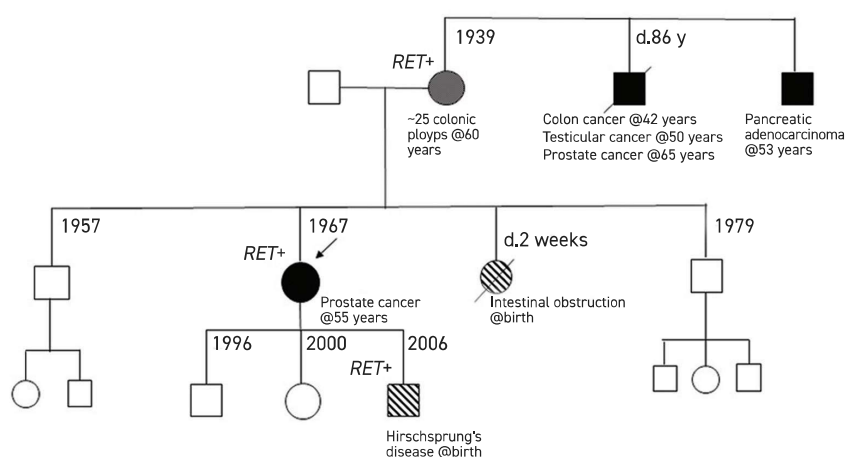 1939
d.86 y
RET+
~25 colonic
ployps @60
years
Colon cancer @42 years
Testicular cancer @50 years
Prostate cancer @65 years
Pancreatic
adenocarcinoma
@53 years
1957
1967
d.2 weeks
1979
RET+
Prostate cancer
@55 years
Intestinal obstruction
@birth
1996
2000
2006
RET+
Hirschsprung's
disease @birth